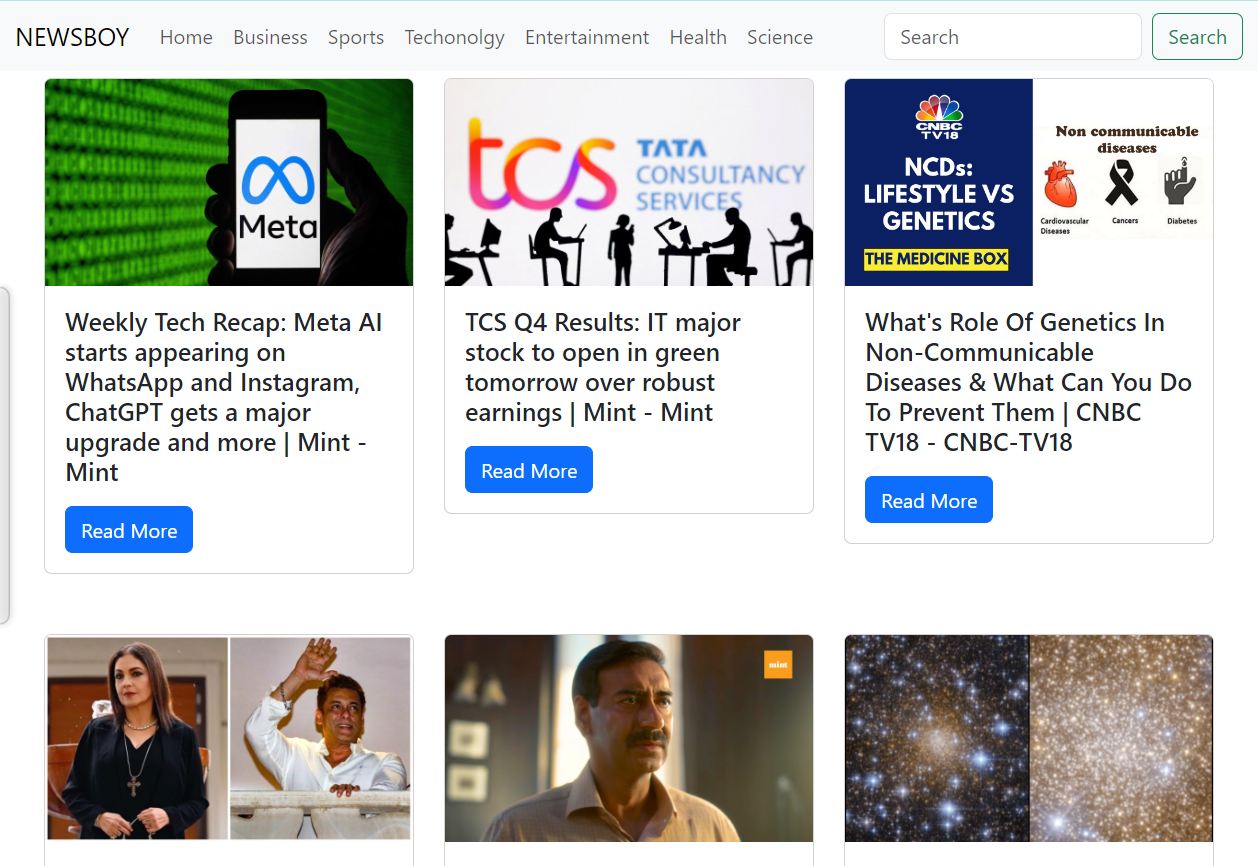 NEWSBOY Home Business Sports Techonolgy Entertainment Health Science Search Search
Meta
tcs
TATA
CONSULTANCY
SERVICES
CNBC
TV18
NCDs:
LIFESTYLE VS
GENETICS
THE MEDICINE BOX
Non communicable
diseases
Cardiovascular
Diseases
Cancers
Diabetes
Weekly Tech Recap: Meta AI
starts appearing on
WhatsApp and Instagram,
ChatGPT gets a major
upgrade and more | Mint -
Mint
Read More
TCS Q4 Results: IT major
stock to open in green
tomorrow over robust
earnings | Mint - Mint
Read More
What's Role Of Genetics In
Non-Communicable
Diseases & What Can You Do
To Prevent Them | CNBC
TV18 - CNBC-TV18
Read More
mint